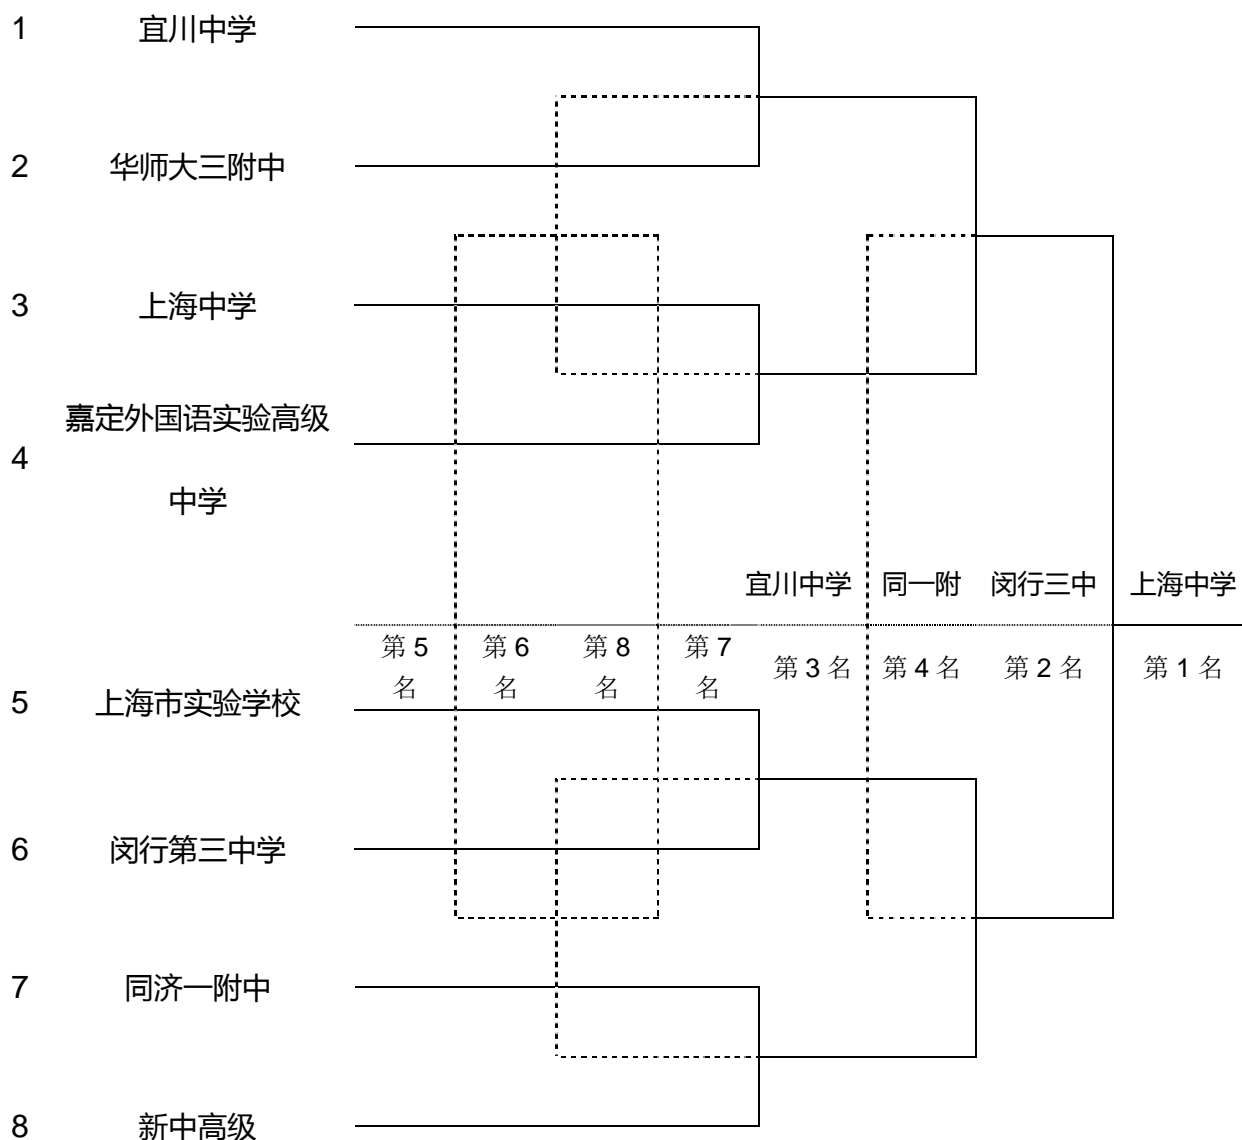 1 宜川中学
2 华师大三附中
3 上海中学
嘉定外国语实验高级
4
中学
宜川中学 同一附 闵行三中 上海中学
第 5 第 6 第 8 第 7
名 名 名 名
第 3 名 第 4 名 第 2 名 第 1 名
5 上海市实验学校
6 闵行第三中学
7 同济一附中
8 新中高级